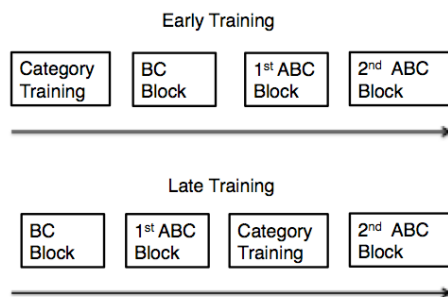 Early Training
Category Training
BC Block
1st ABC Block
2nd ABC Block
Late Training
BC Block
1st ABC Block
Category Training
2nd ABC Block